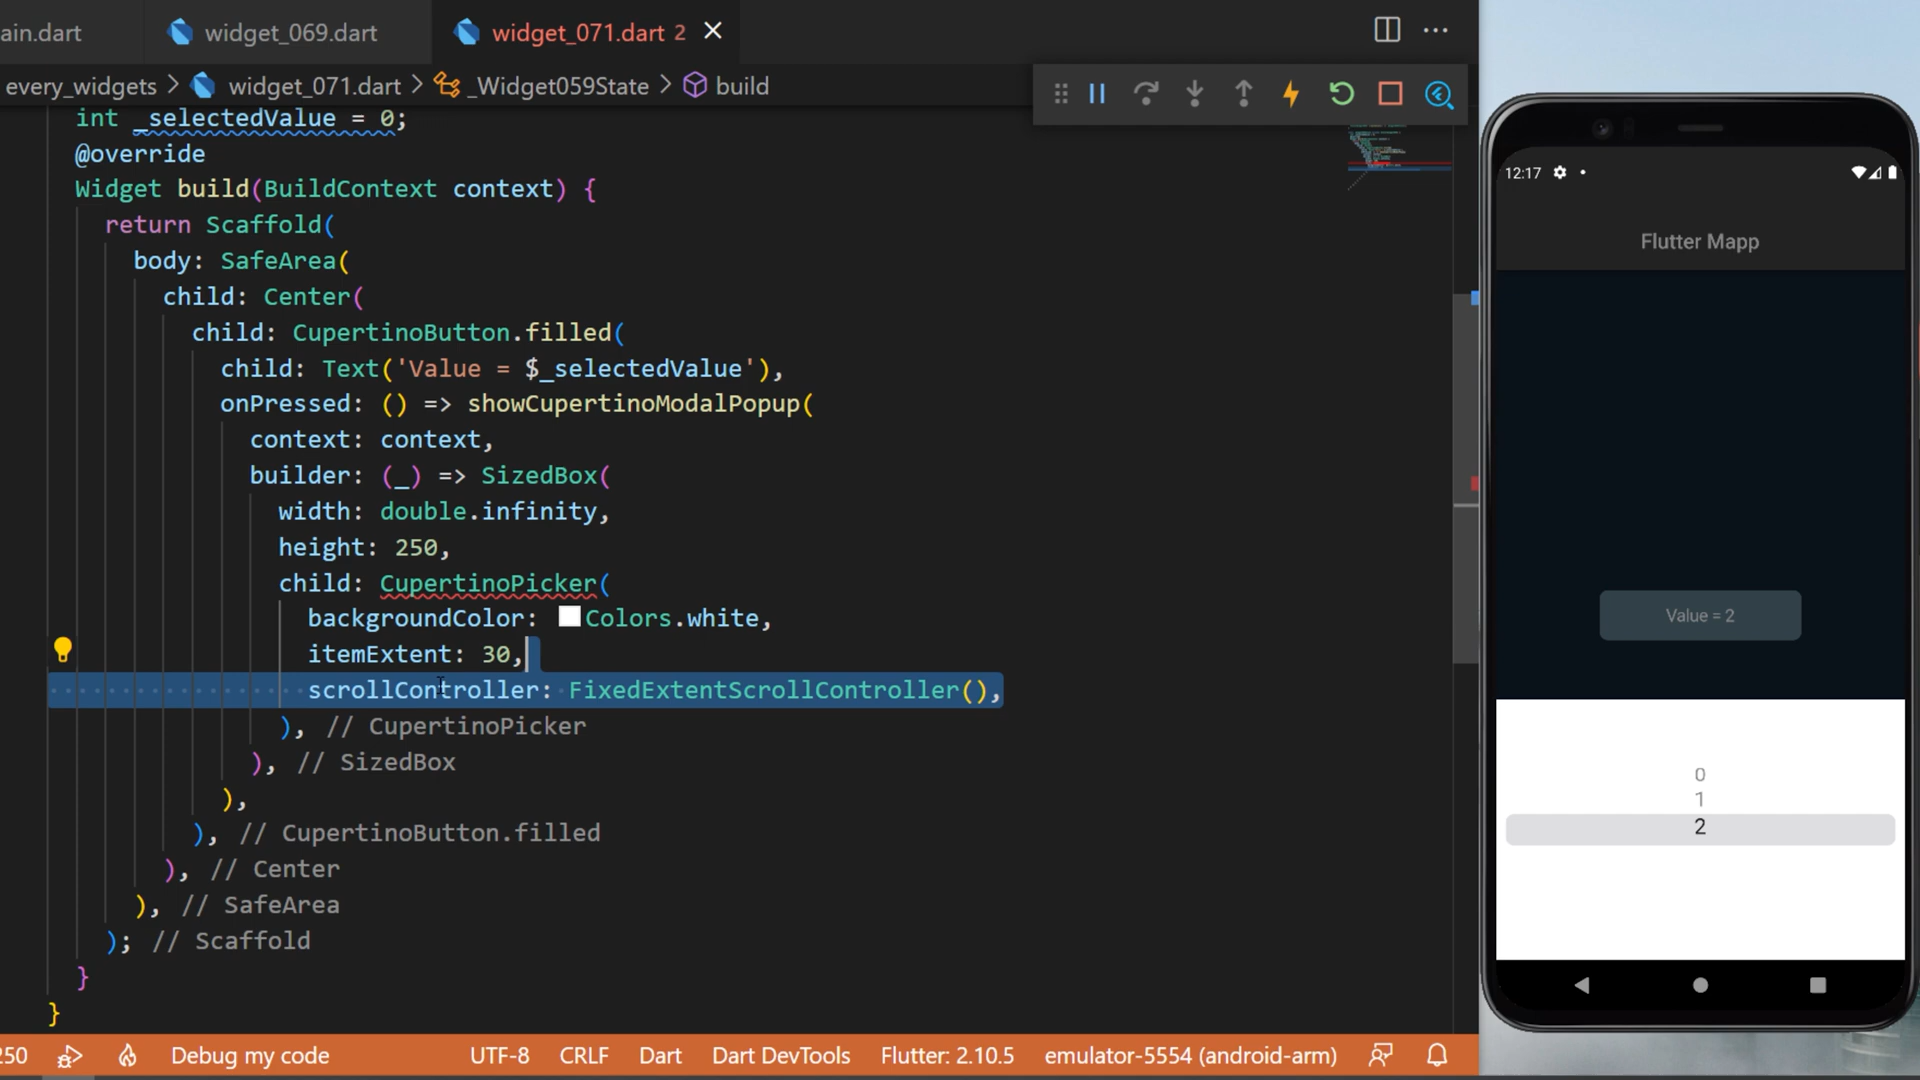 ain.dart
widget_069.dart
widget_071.dart 2
every_widgets > widget_071.dart > _Widget059State > build
int _selectedValue = 0;
@override
Widget build(BuildContext context) {
return Scaffold(
body: SafeArea(
child: Center(
child: CupertinoButton.filled(
child: Text('Value = $_selectedValue'),
onPressed: () => showCupertinoModalPopup(
context: context,
builder: (_) => SizedBox(
width: double.infinity,
height: 250,
child: CupertinoPicker(
backgroundColor: Colors.white,
itemExtent: 30,
scrollController: FixedExtentScrollController(),
), // CupertinoPicker
), // SizedBox
),
), // CupertinoButton.filled
), // Center
), // SafeArea
); // Scaffold
}
}
250 Debug my code UTF-8 CRLF Dart Dart DevTools Flutter: 2.10.5 emulator-5554 (android-arm)
12:17
Flutter Mapp
Value = 2
0
1
2